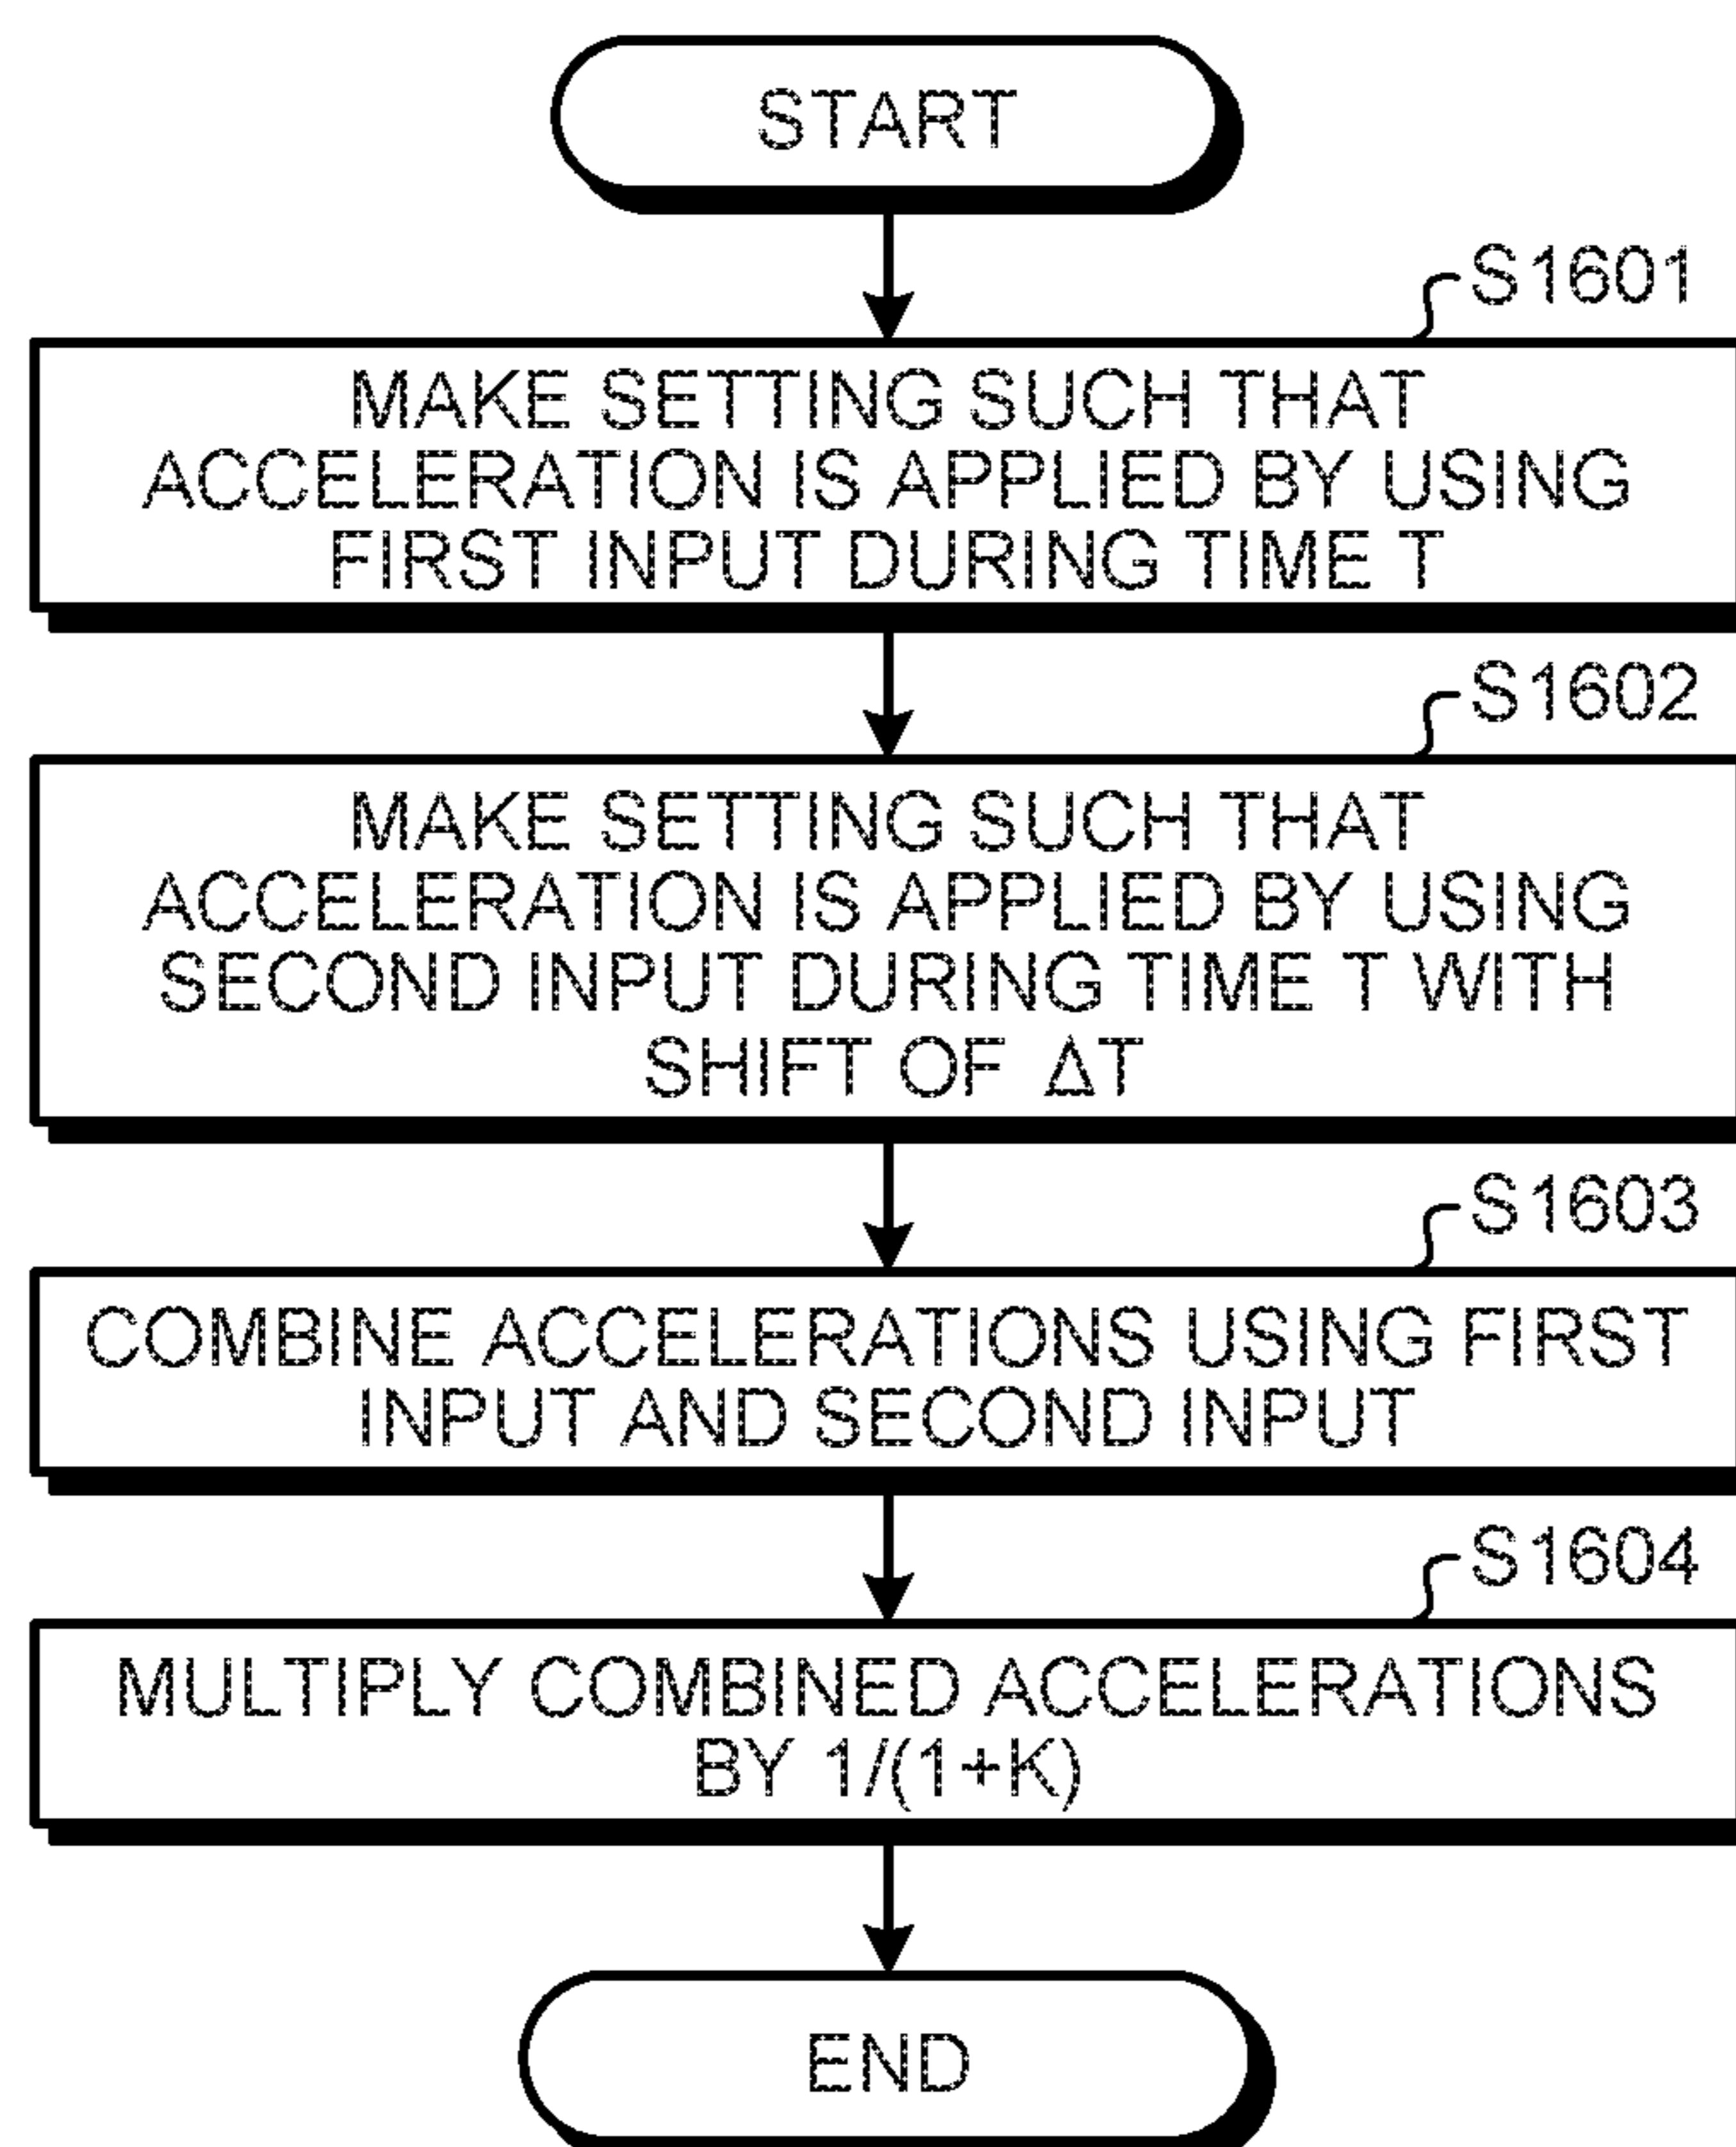 START
S1601
MAKE SETTING SUCH THAT
ACCELERATION IS APPLIED BY USING
FIRST INPUT DURING TIME T
S1602
MAKE SETTING SUCH THAT
ACCELERATION IS APPLIED BY USING
SECOND INPUT DURING TIME T WITH
SHIFT OF ΔT
S1603
COMBINE ACCELERATIONS USING FIRST
INPUT AND SECOND INPUT
S1604
MULTIPLY COMBINED ACCELERATIONS
BY 1/(1+K)
END